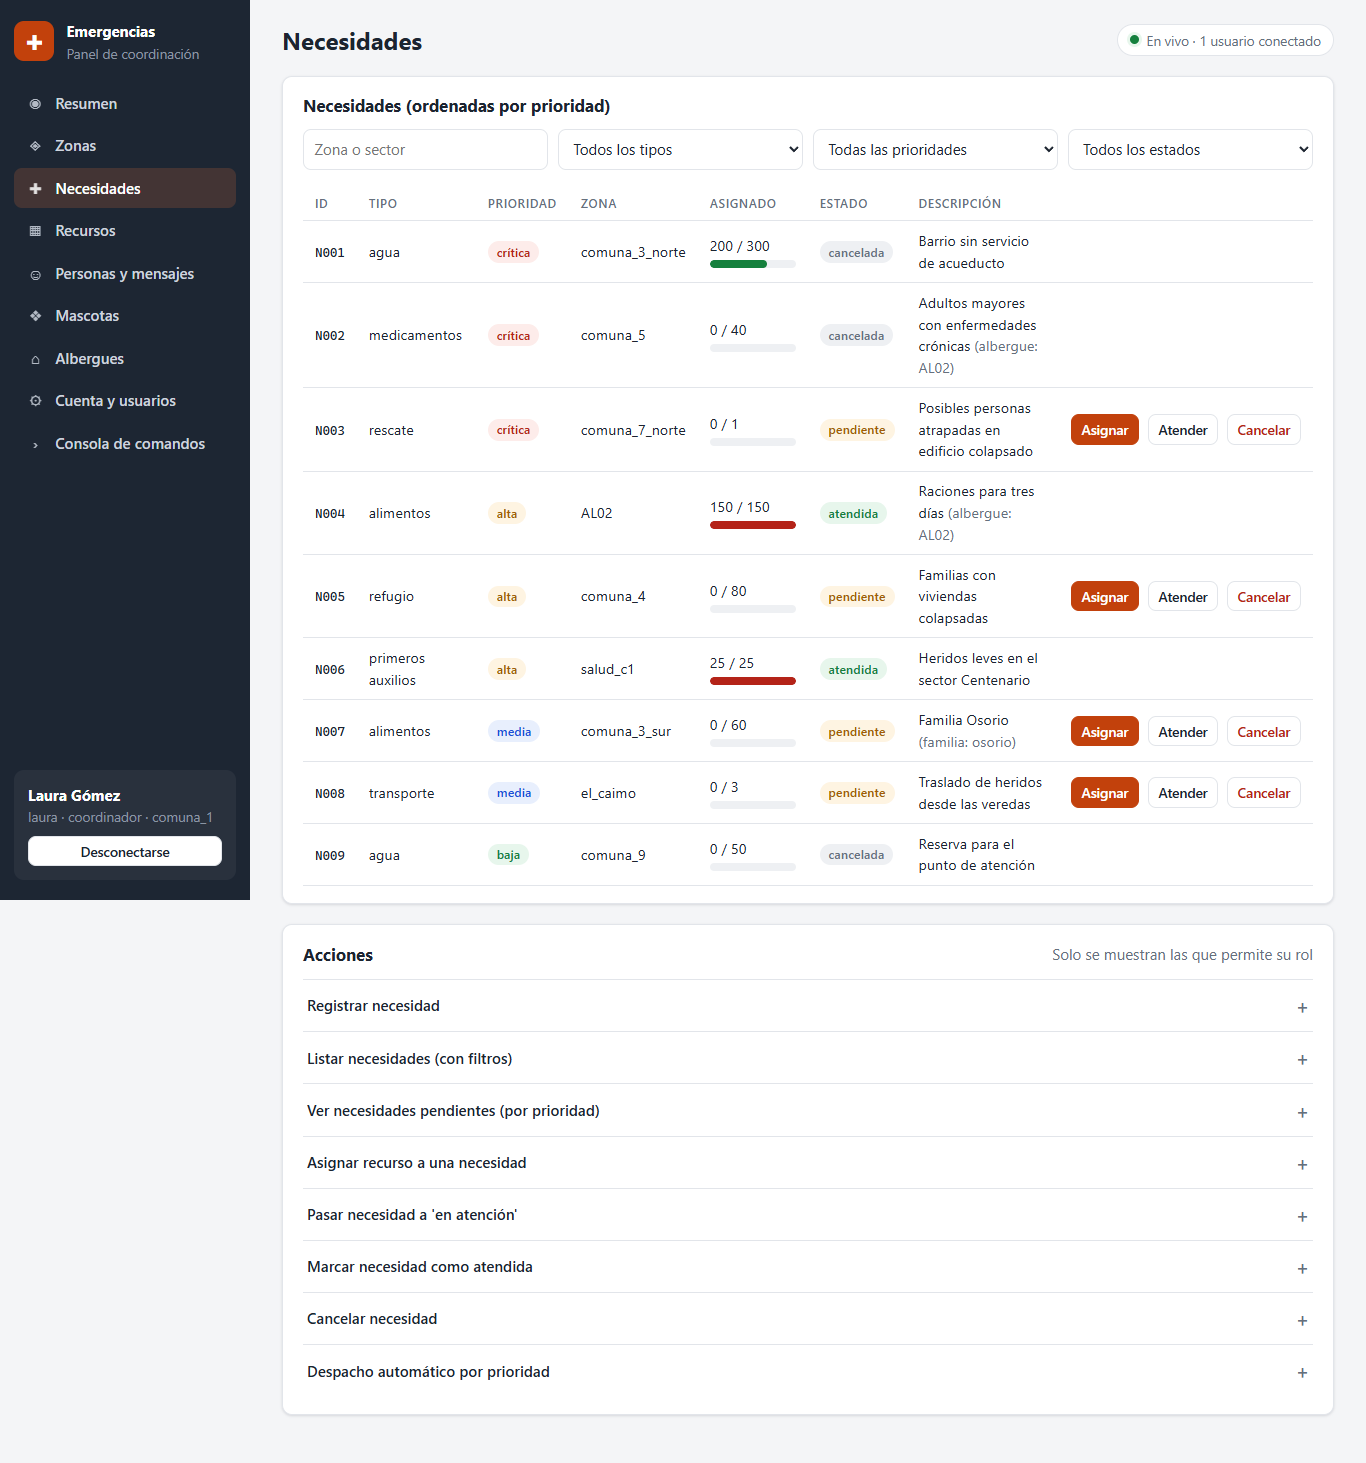 Emergencias
Panel de coordinación
Resumen
Zonas
Necesidades
Recursos
Personas y mensajes
Mascotas
Albergues
Cuenta y usuarios
Consola de comandos
Laura Gómez
laura · coordinador · comuna_1
Desconectarse
Necesidades
En vivo · 1 usuario conectado
Necesidades (ordenadas por prioridad)
Zona o sector
Todos los tipos
Todas las prioridades
Todos los estados
ID TIPO PRIORIDAD ZONA ASIGNADO ESTADO DESCRIPCIÓN
N001 agua crítica comuna_3_norte 200 / 300 cancelada Barrio sin servicio
de acueducto
N002 medicamentos crítica comuna_5 0 / 40 cancelada Adultos mayores
con enfermedades
crónicas (albergue:
AL02)
N003 rescate crítica comuna_7_norte 0 / 1 pendiente Posibles personas
atrapadas en
edificio colapsado
Asignar Atender Cancelar
N004 alimentos alta AL02 150 / 150 atendida Raciones para tres
días (albergue:
AL02)
N005 refugio alta comuna_4 0 / 80 pendiente Familias con
viviendas
colapsadas
Asignar Atender Cancelar
N006 primeros
auxilios
alta salud_c1 25 / 25 atendida Heridos leves en el
sector Centenario
N007 alimentos media comuna_3_sur 0 / 60 pendiente Familia Osorio
(familia: osorio)
Asignar Atender Cancelar
N008 transporte media el_caimo 0 / 3 pendiente Traslado de heridos
desde las veredas
Asignar Atender Cancelar
N009 agua baja comuna_9 0 / 50 cancelada Reserva para el
punto de atención
Acciones
Solo se muestran las que permite su rol
Registrar necesidad +
Listar necesidades (con filtros) +
Ver necesidades pendientes (por prioridad) +
Asignar recurso a una necesidad +
Pasar necesidad a 'en atención' +
Marcar necesidad como atendida +
Cancelar necesidad +
Despacho automático por prioridad +